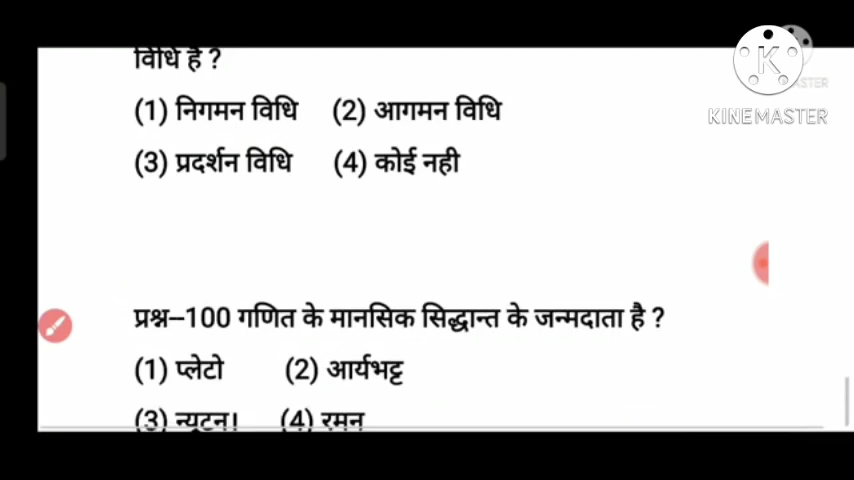 विधि है ?
(1) निगमन विधि (2) आगमन विधि
(3) प्रदर्शन विधि (4) कोई नही
प्रश्न–100 गणित के मानसिक सिद्धान्त के जन्मदाता है ?
(1) प्लेटो (2) आर्यभट्ट
(3) न्यूटन। (4) रमन
K
KINEMASTER